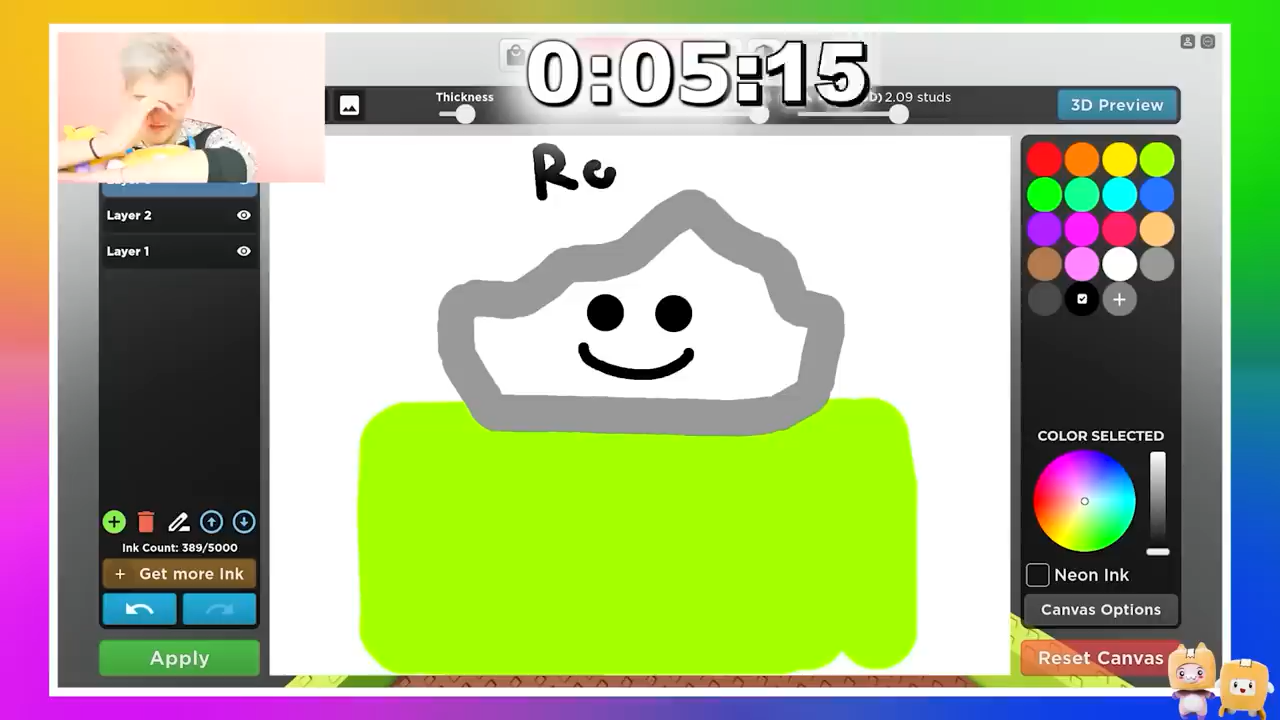 0:05:15
Thickness
2.09 studs
3D Preview
Ro
Layer 2
Layer 1
COLOR SELECTED
Ink Count: 389/5000
+ Get more Ink
Neon Ink
Canvas Options
Apply
Reset Canvas